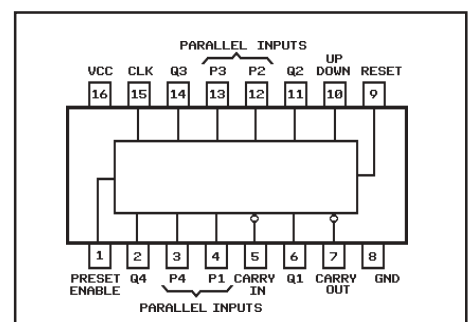 PARALLEL INPUTS
UP
VCC CLK Q3 P3 P2 Q2 DOWN RESET
16 15 14 13 12 11 10 9
1 2 3 4 5 6 7 8
PRESET Q4 P4 P1 CARRY Q1 CARRY GND
ENABLE IN OUT
PARALLEL INPUTS